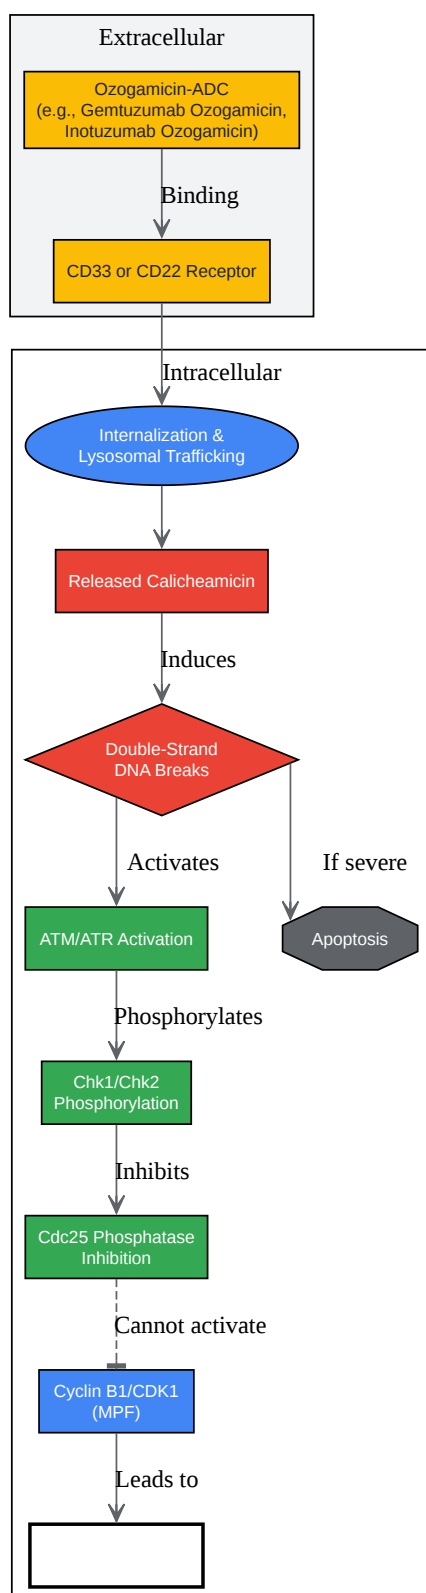 Extracellular
Ozogamicin-ADC
(e.g., Gemtuzumab Ozogamicin,
Inotuzumab Ozogamicin)
Binding
CD33 or CD22 Receptor
Intracellular
Internalization &
Lysosomal Trafficking
Released Calicheamicin
Induces
Double-Strand
DNA Breaks
Activates
If severe
ATM/ATR Activation
Apoptosis
Phosphorylates
Chk1/Chk2
Phosphorylation
Inhibits
Cdc25 Phosphatase
Inhibition
Cannot activate
Cyclin B1/CDK1
(MPF)
Leads to